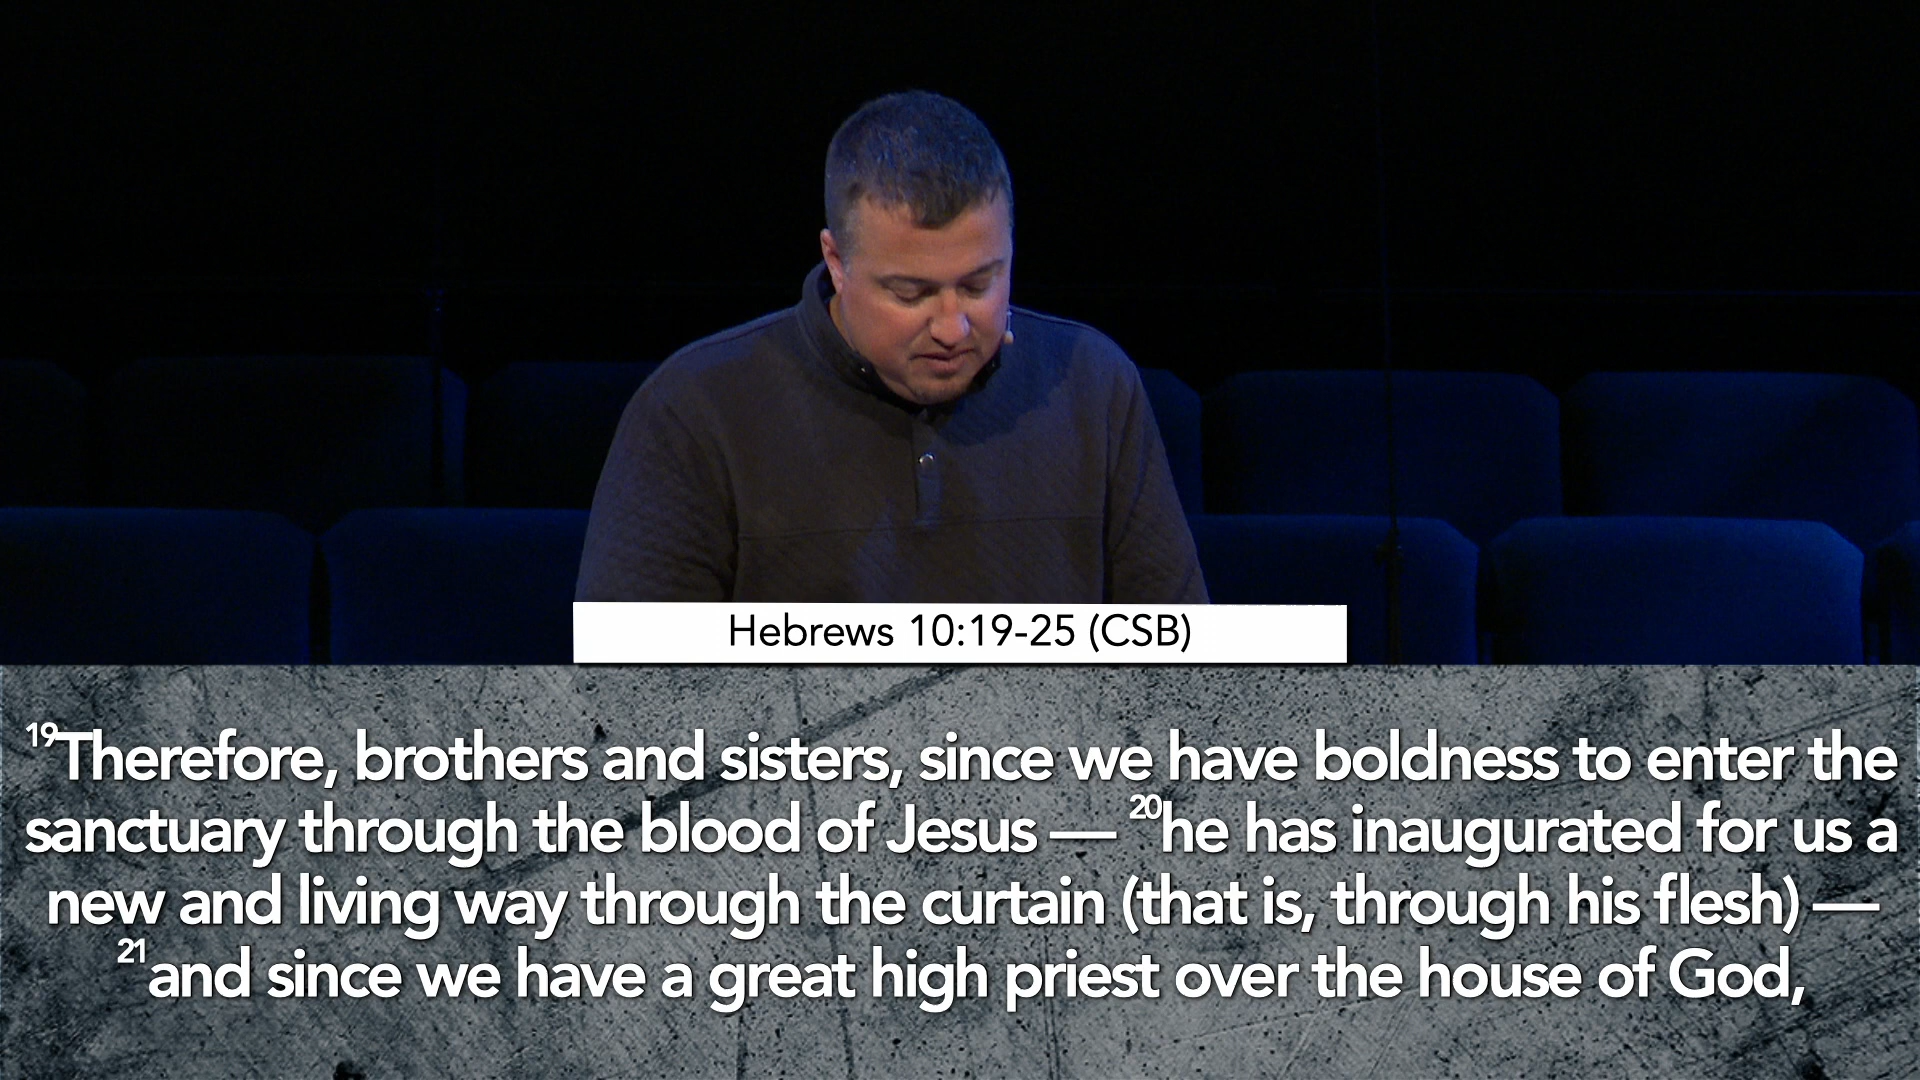 Hebrews 10:19-25 (CSB)
19Therefore, brothers and sisters, since we have boldness to enter the
sanctuary through the blood of Jesus — 20he has inaugurated for us a
new and living way through the curtain (that is, through his flesh) —
21and since we have a great high priest over the house of God,